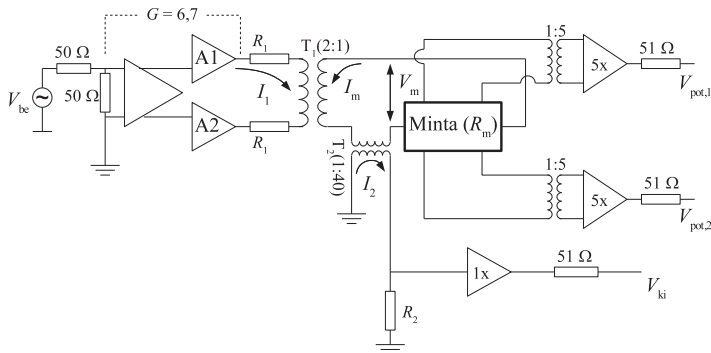 G = 6,7
50 Ω
50 Ω
V_be
A1
A2
R_1
R_1
I_1
T_1(2:1)
I_m
V_m
Minta (R_m)
T_2(1:40)
I_2
R_2
1:5
5x
51 Ω
V_pot,1
1:5
5x
51 Ω
V_pot,2
1x
51 Ω
V_ki